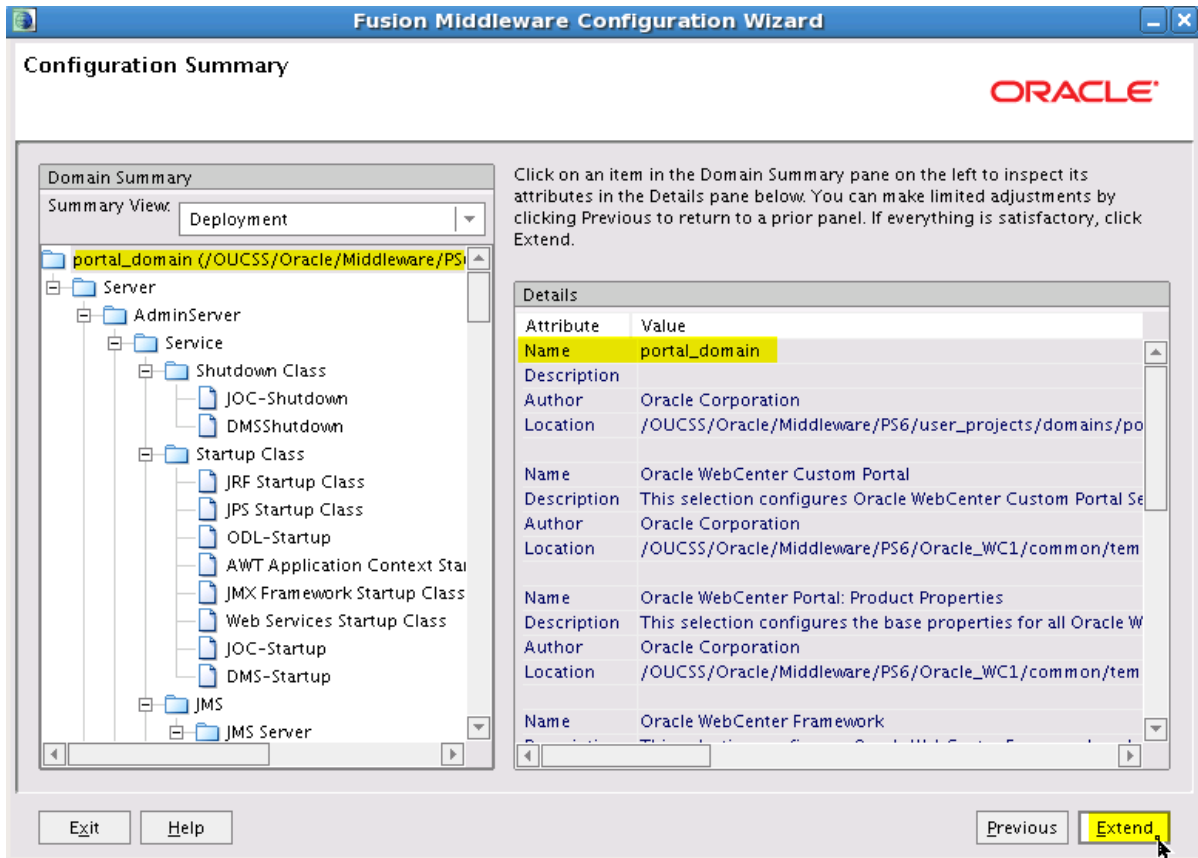 Fusion Middleware Configuration Wizard
Configuration Summary
ORACLE
Domain Summary
Summary View:
Deployment
portal_domain (/OUCSS/Oracle/Middleware/PS
Server
AdminServer
Service
Shutdown Class
JOC-Shutdown
DMSShutdown
Startup Class
JRF Startup Class
JPS Startup Class
ODL-Startup
AWT Application Context Star
JMX Framework Startup Class
Web Services Startup Class
JOC-Startup
DMS-Startup
JMS
JMS Server
Click on an item in the Domain Summary pane on the left to inspect its
attributes in the Details pane below. You can make limited adjustments by
clicking Previous to return to a prior panel. If everything is satisfactory, click
Extend.
Details
Attribute Value
Name portal_domain
Description
Author Oracle Corporation
Location /OUCSS/Oracle/Middleware/PS6/user_projects/domains/po
Name Oracle WebCenter Custom Portal
Description This selection configures Oracle WebCenter Custom Portal Se
Author Oracle Corporation
Location /OUCSS/Oracle/Middleware/PS6/Oracle_WC1/common/tem
Name Oracle WebCenter Portal: Product Properties
Description This selection configures the base properties for all Oracle W
Author Oracle Corporation
Location /OUCSS/Oracle/Middleware/PS6/Oracle_WC1/common/tem
Name Oracle WebCenter Framework
Exit Help Previous Extend